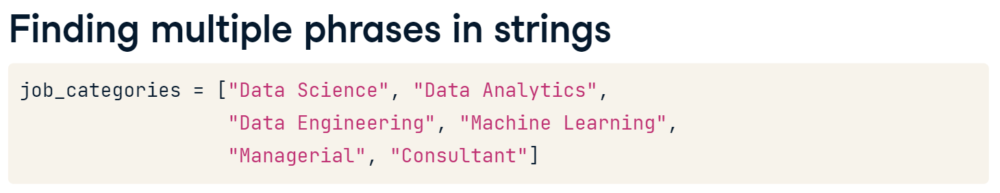 Finding multiple phrases in strings
job_categories = ["Data Science", "Data Analytics",
"Data Engineering", "Machine Learning",
"Managerial", "Consultant"]